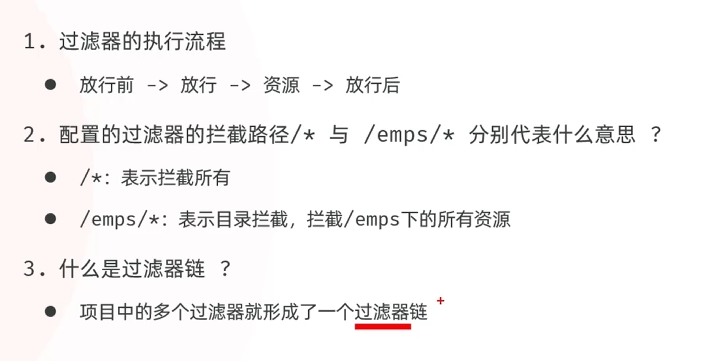 1. 过滤器的执行流程
● 放行前 -> 放行 -> 资源 -> 放行后
2. 配置的过滤器的拦截路径/* 与 /emps/* 分别代表什么意思 ?
● /*: 表示拦截所有
● /emps/*: 表示目录拦截, 拦截/emps下的所有资源
3. 什么是过滤器链 ?
● 项目中的多个过滤器就形成了一个过滤器链